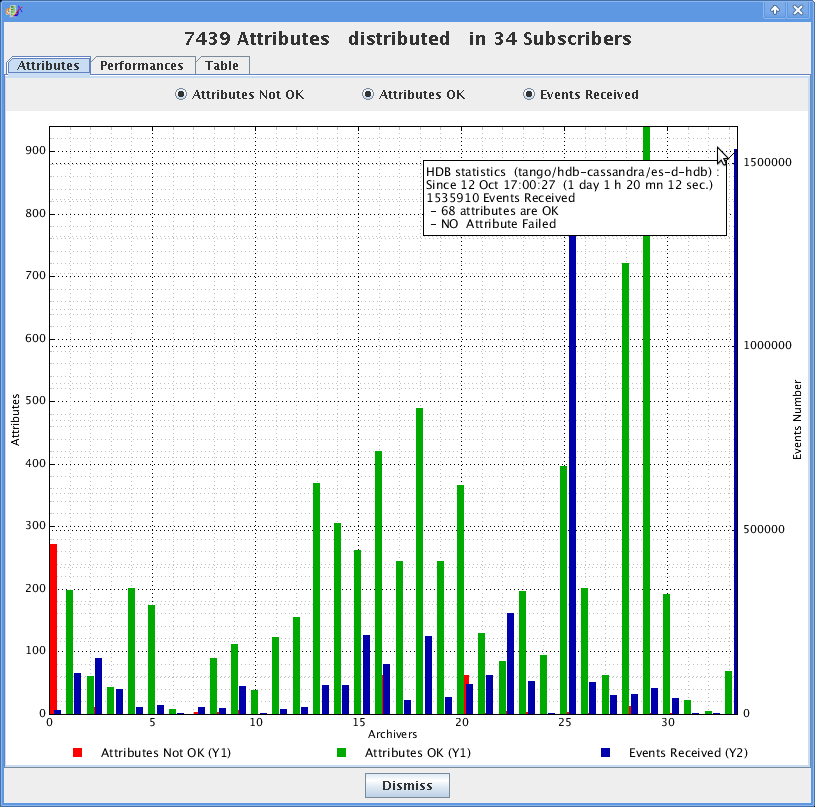 7439 Attributes distributed in 34 Subscribers
Attributes Performances Table
Attributes Not OK Attributes OK Events Received
900
800
700
600
500
400
300
200
100
0
Attributes
HDB statistics (tango/hdb-cassandra/es-d-hdb) :
Since 12 Oct 17:00:27 (1 day 1 h 20 mn 12 sec.)
1535910 Events Received
- 68 attributes are OK
- NO Attribute Failed
1500000
1000000
500000
0
Events Number
0 5 10 15 20 25 30
Archivers
Attributes Not OK (Y1) Attributes OK (Y1) Events Received (Y2)
Dismiss